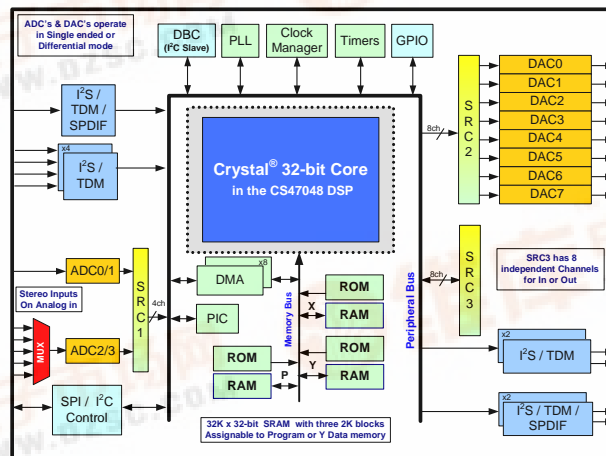 ADC's & DAC's operate
in Single ended or
Differential mode
DBC
(I²C Slave)
PLL
Clock
Manager
Timers
GPIO
I²S /
TDM /
SPDIF
x4
I²S /
TDM
Crystal® 32-bit Core
in the CS47048 DSP
8ch
SRC2
DAC0
DAC1
DAC2
DAC3
DAC4
DAC5
DAC6
DAC7
ADC0/1
Stereo Inputs
On Analog in
MUX
ADC2/3
SRC1
4ch
SPI / I²C
Control
x8
DMA
PIC
Memory Bus
X
ROM
RAM
ROM
RAM
P
Y
ROM
RAM
Peripheral Bus
8ch
SRC3
SRC3 has 8
independent Channels
for In or Out
x2
I²S / TDM
x2
I²S / TDM /
SPDIF
32K x 32-bit SRAM with three 2K blocks
Assignable to Program or Y Data memory